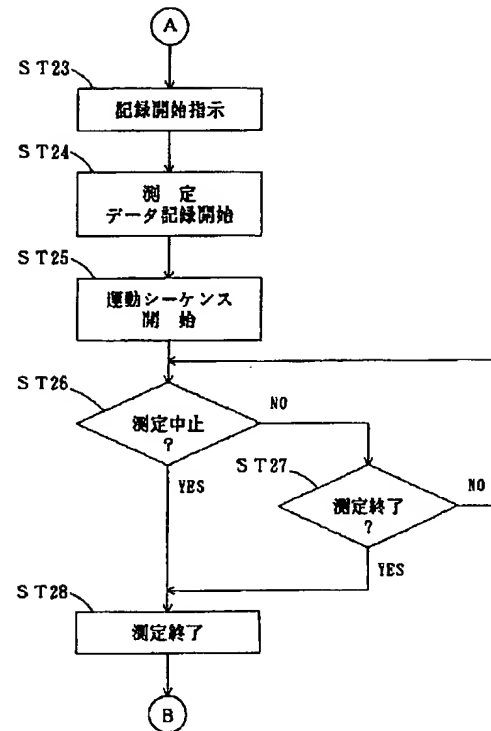 A
ST23
記録開始指示
ST24
測定
データ記録開始
ST25
運動シーケンス
開始
ST26
測定中止
?
NO
YES
ST27
測定終了
?
NO
YES
ST28
測定終了
B